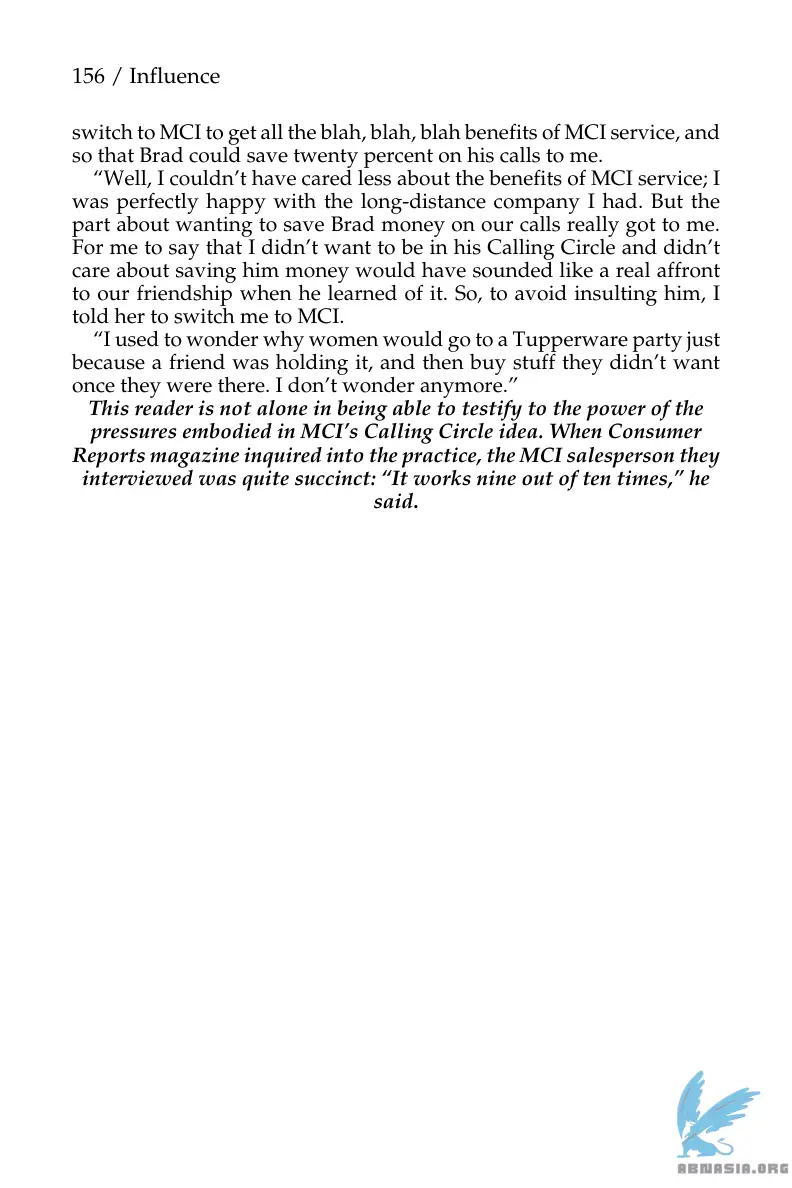 156 / Influence
switch to MCI to get all the blah, blah, blah benefits of MCI service, and
so that Brad could save twenty percent on his calls to me.
“Well, I couldn’t have cared less about the benefits of MCI service; I
was perfectly happy with the long-distance company I had. But the
part about wanting to save Brad money on our calls really got to me.
For me to say that I didn’t want to be in his Calling Circle and didn’t
care about saving him money would have sounded like a real affront
to our friendship when he learned of it. So, to avoid insulting him, I
told her to switch me to MCI.
“I used to wonder why women would go to a Tupperware party just
because a friend was holding it, and then buy stuff they didn’t want
once they were there. I don’t wonder anymore.”
This reader is not alone in being able to testify to the power of the
pressures embodied in MCI’s Calling Circle idea. When Consumer
Reports magazine inquired into the practice, the MCI salesperson they
interviewed was quite succinct: “It works nine out of ten times,” he
said.
ABNASIA.ORG